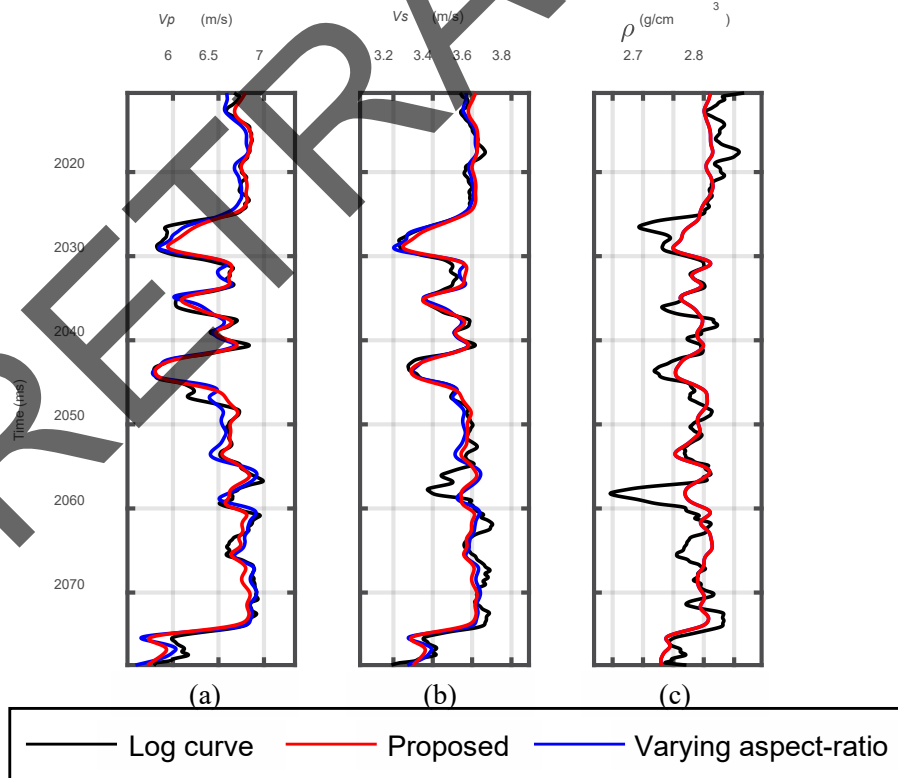 Vp (m/s)
6 6.5 7
Vs (m/s)
3.2 3.4 3.6 3.8
ρ (g/cm 3 )
2.7 2.8
Time (ms)
2020
2030
2040
2050
2060
2070
(a) (b) (c)
Log curve Proposed Varying aspect-ratio
RETRA